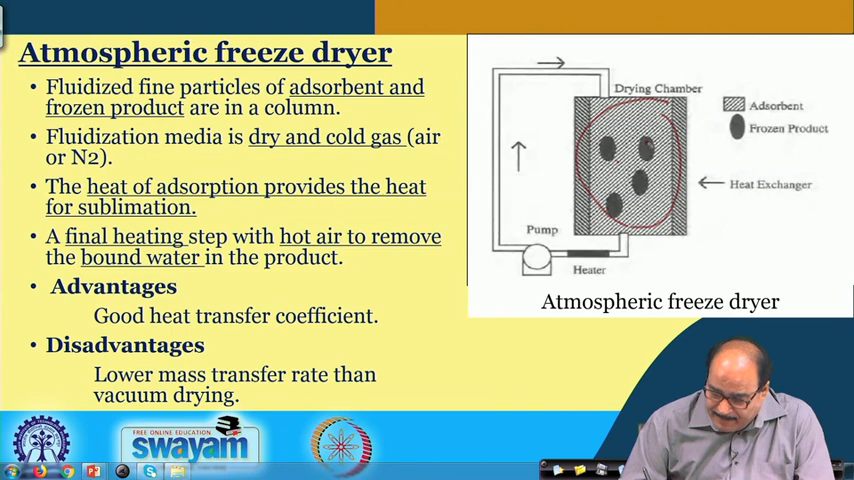 Atmospheric freeze dryer
• Fluidized fine particles of adsorbent and
frozen product are in a column.
• Fluidization media is dry and cold gas (air
or N2).
• The heat of adsorption provides the heat
for sublimation.
• A final heating step with hot air to remove
the bound water in the product.
• Advantages
Good heat transfer coefficient.
• Disadvantages
Lower mass transfer rate than
vacuum drying.
Drying Chamber
Adsorbent
Frozen Product
Heat Exchanger
Pump
Heater
Atmospheric freeze dryer
FREE ONLINE EDUCATION
swayam